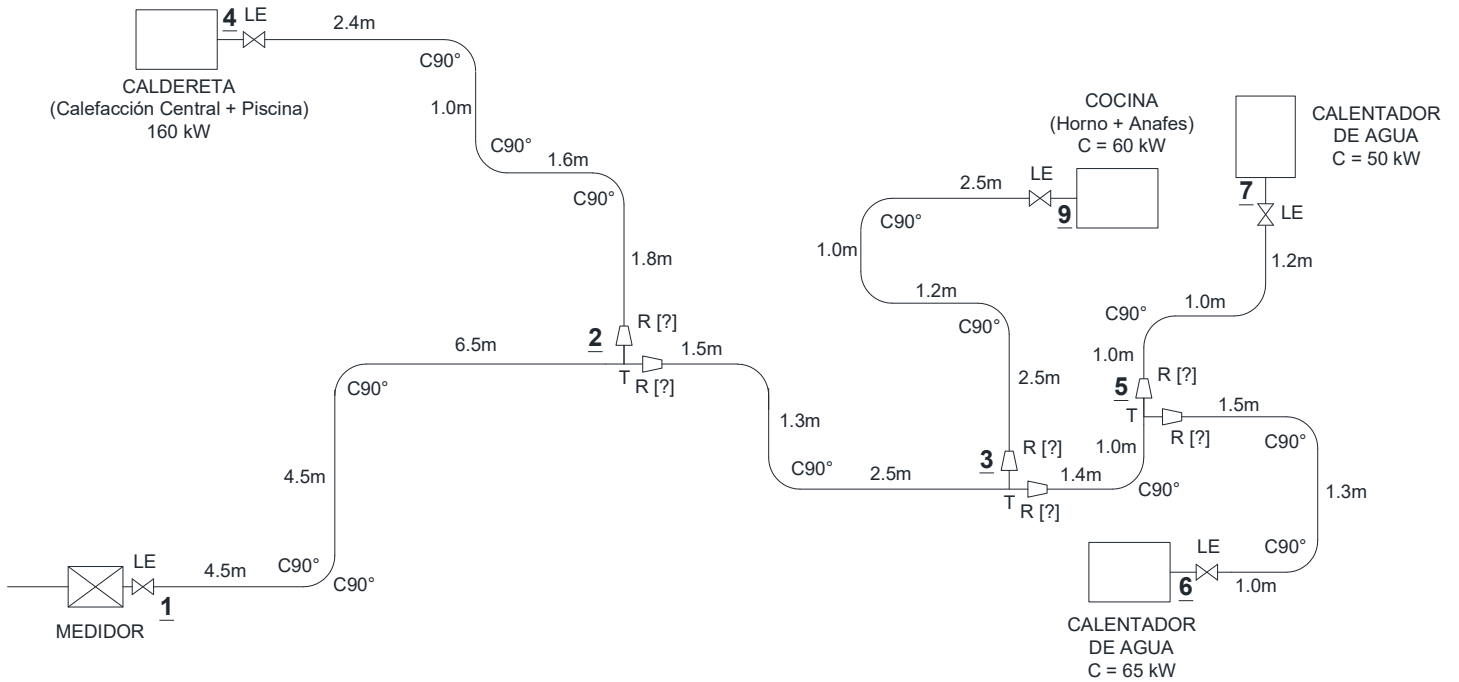 4 LE
2.4m
C90°
CALDERETA
(Calefacción Central + Piscina)
160 kW
1.0m
C90°
1.6m
C90°
1.8m
2
R [?]
T
R [?]
6.5m
C90°
4.5m
1.5m
1.3m
C90°
2.5m
COCINA
(Horno + Anafes)
C = 60 kW
LE
9
2.5m
C90°
1.0m
1.2m
C90°
2.5m
3
R [?]
T
R [?]
1.4m
C90°
1.0m
CALENTADOR
DE AGUA
C = 50 kW
7
LE
1.2m
1.0m
C90°
1.0m
5
R [?]
T
R [?]
1.5m
C90°
1.3m
C90°
LE
1.0m
6
CALENTADOR
DE AGUA
C = 65 kW
LE
4.5m
C90°
C90°
1
MEDIDOR